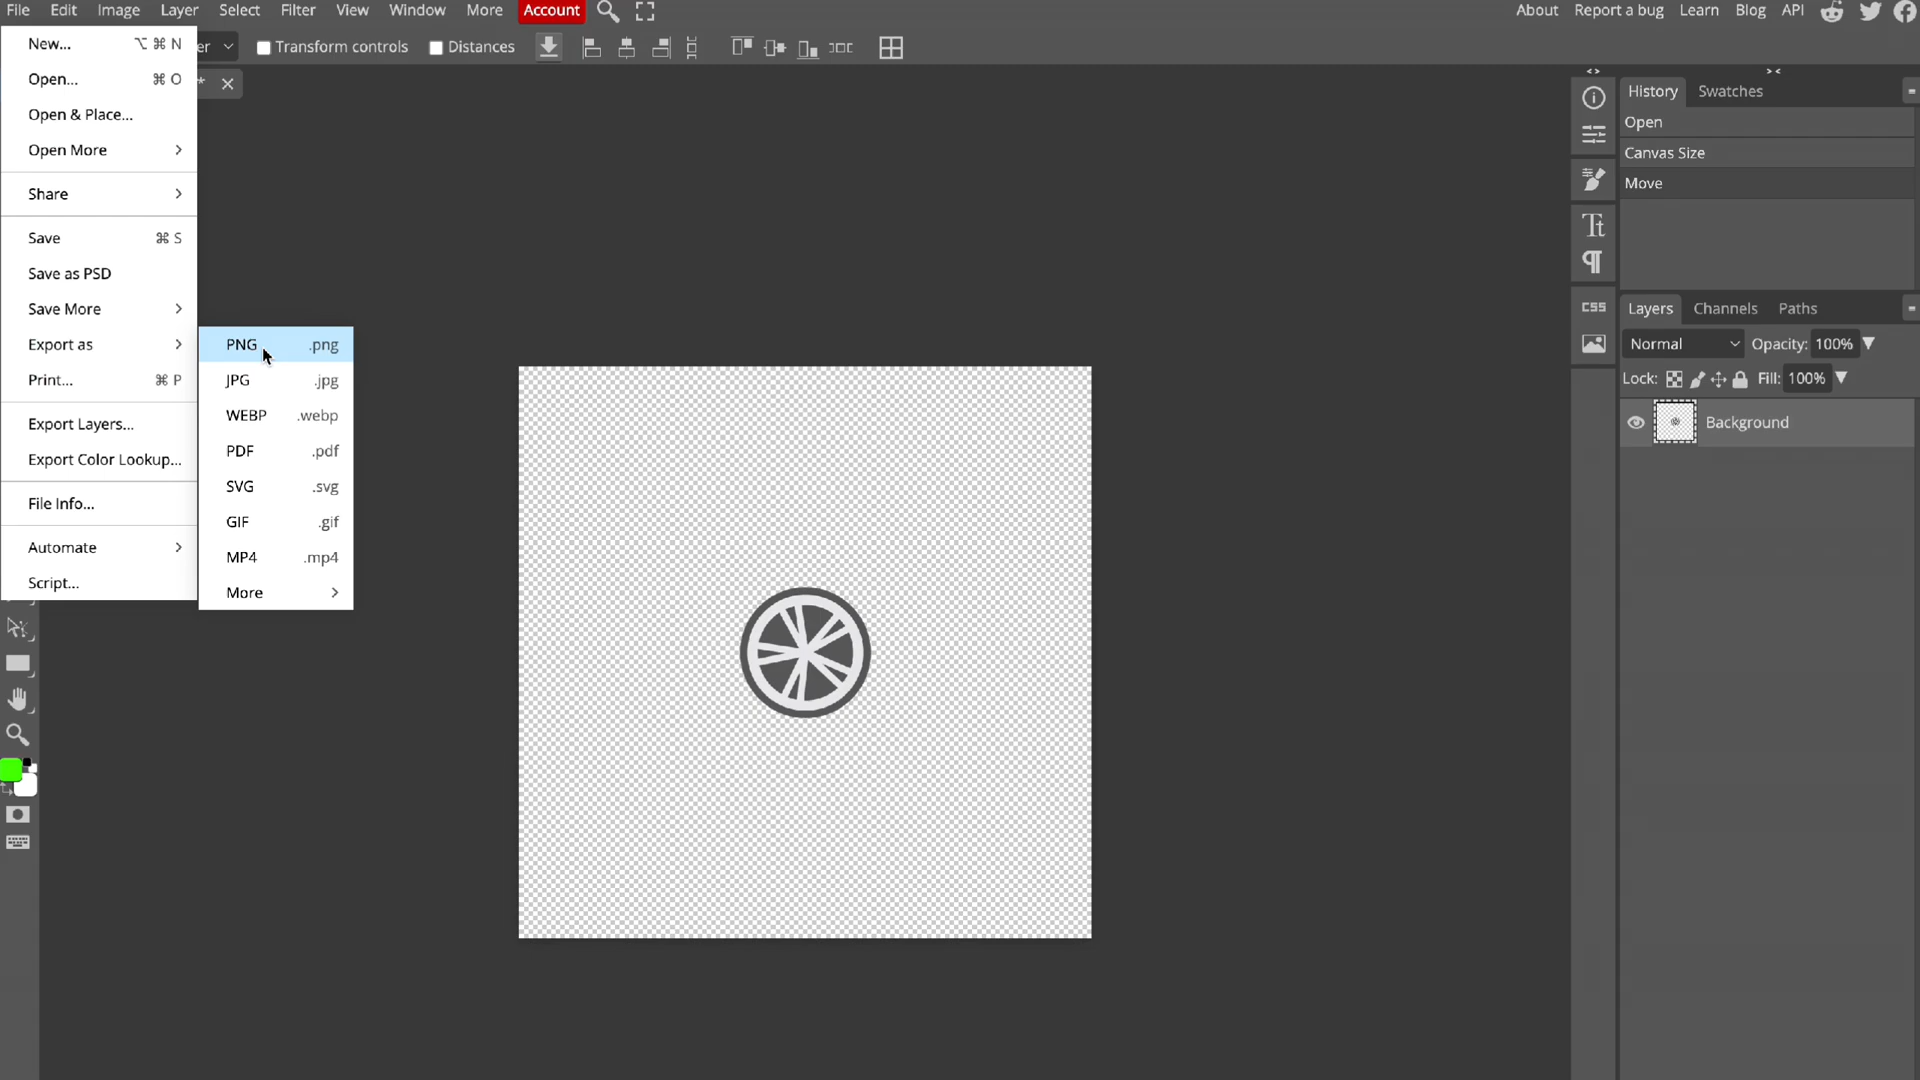 File Edit Image Layer Select Filter View Window More Account About Report a bug Learn Blog API
er Transform controls Distances
*
New... ⌥ ⌘ N
Open... ⌘ O
Open & Place...
Open More
Share
Save ⌘ S
Save as PSD
Save More
Export as
Print... ⌘ P
Export Layers...
Export Color Lookup...
File Info...
Automate
Script...
PNG .png
JPG .jpg
WEBP .webp
PDF .pdf
SVG .svg
GIF .gif
MP4 .mp4
More
Tt
CSS
History Swatches
Open
Canvas Size
Move
Layers Channels Paths
Normal Opacity: 100%
Lock: Fill: 100%
Background